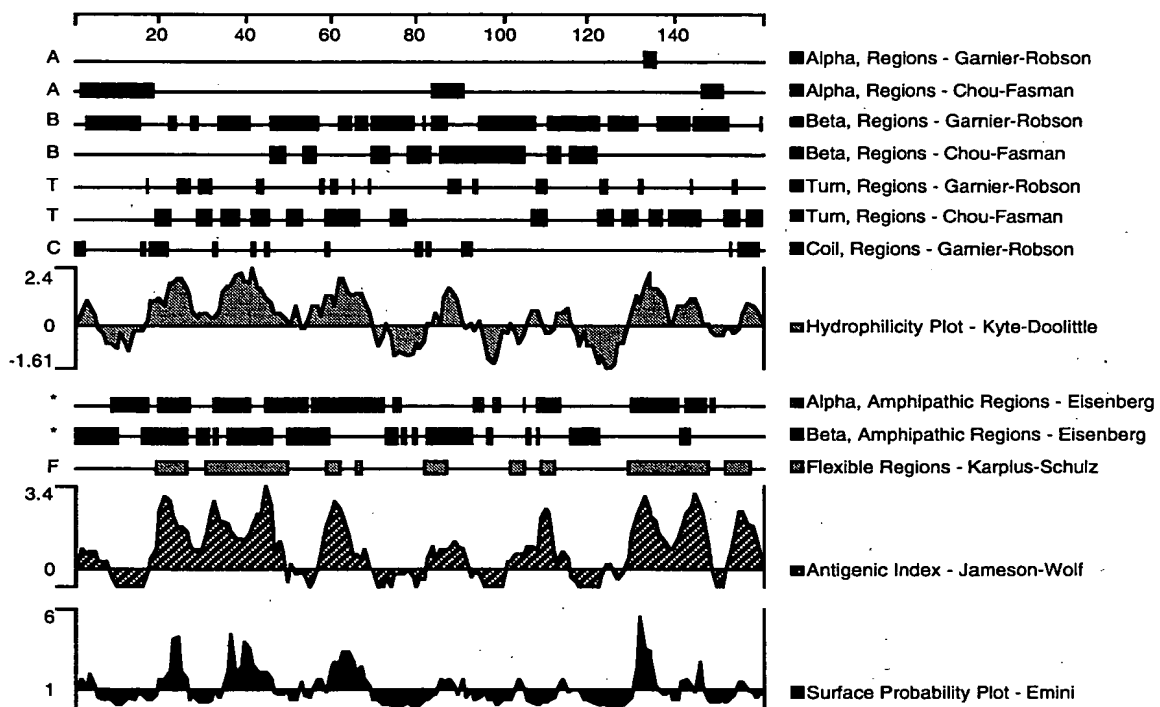 20 40 60 80 100 120 140
A Alpha, Regions - Garnier-Robson
A Alpha, Regions - Chou-Fasman
B Beta, Regions - Garnier-Robson
B Beta, Regions - Chou-Fasman
T Turn, Regions - Garnier-Robson
T Turn, Regions - Chou-Fasman
C Coil, Regions - Garnier-Robson
2.4
0 Hydrophilicity Plot - Kyte-Doolittle
-1.61
* Alpha, Amphipathic Regions - Eisenberg
* Beta, Amphipathic Regions - Eisenberg
F Flexible Regions - Karplus-Schulz
3.4
0 Antigenic Index - Jameson-Wolf
6
1 Surface Probability Plot - Emini